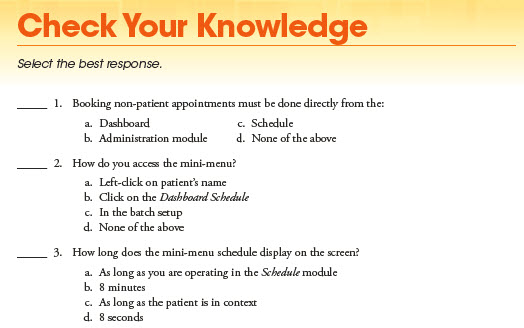 Check Your Knowledge
Select the best response.
_____ 1. Booking non-patient appointments must be done directly from the:
a. Dashboard c. Schedule
b. Administration module d. None of the above
_____ 2. How do you access the mini-menu?
a. Left-click on patient's name
b. Click on the Dashboard Schedule
c. In the batch setup
d. None of the above
_____ 3. How long does the mini-menu schedule display on the screen?
a. As long as you are operating in the Schedule module
b. 8 minutes
c. As long as the patient is in context
d. 8 seconds